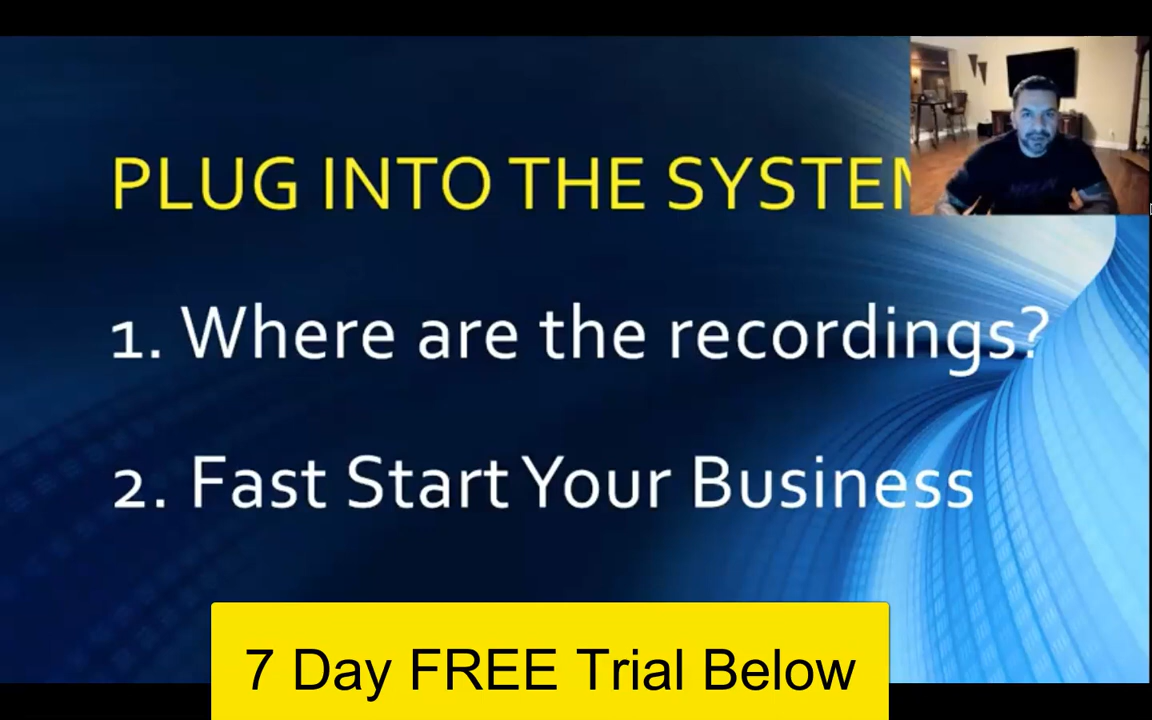 PLUG INTO THE SYSTEM
1. Where are the recordings?
2. Fast Start Your Business
7 Day FREE Trial Below